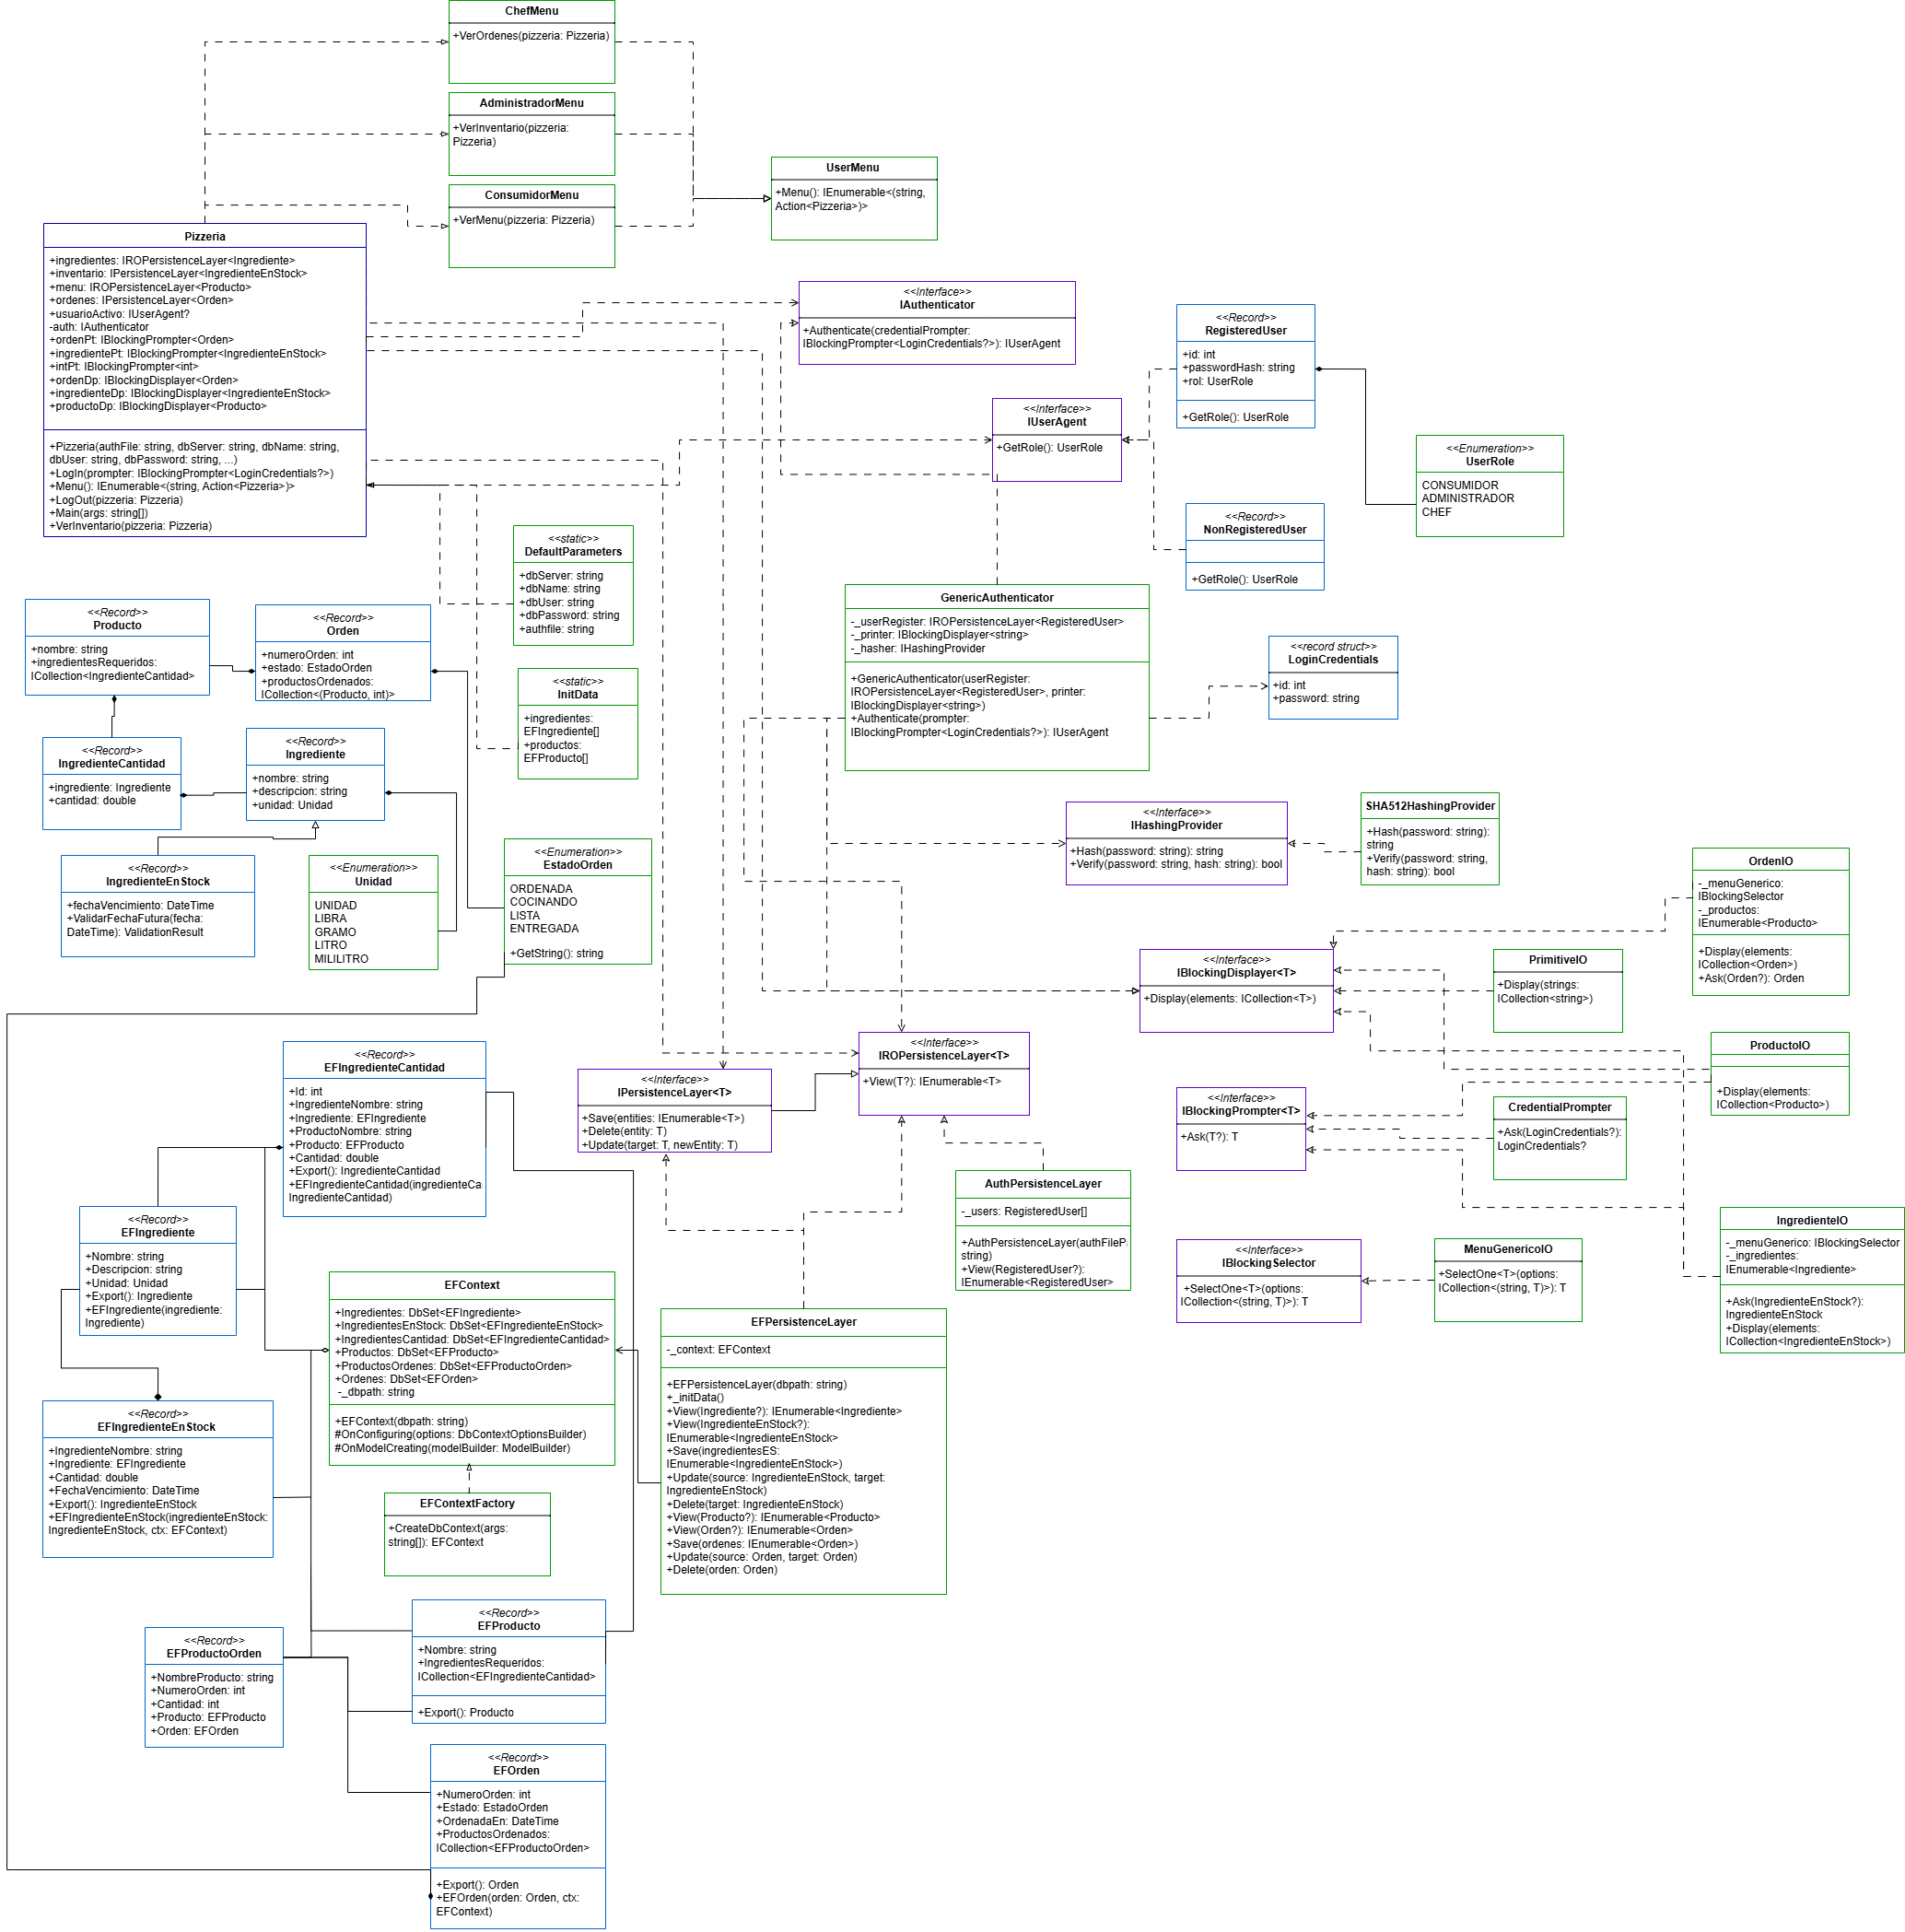 ChefMenu
+VerOrdenes(pizzeria: Pizzeria)
AdministradorMenu
+VerInventario(pizzeria:
Pizzeria)
ConsumidorMenu
+VerMenu(pizzeria: Pizzeria)
UserMenu
+Menu(): IEnumerable<(string,
Action<Pizzeria>)>
Pizzeria
+ingredientes: IROPersistenceLayer<Ingrediente>
+inventario: IPersistenceLayer<IngredienteEnStock>
+menu: IROPersistenceLayer<Producto>
+ordenes: IPersistenceLayer<Orden>
+usuarioActivo: IUserAgent?
-auth: IAuthenticator
+ordenPt: IBlockingPrompter<Orden>
+ingredientePt: IBlockingPrompter<IngredienteEnStock>
+intPt: IBlockingPrompter<int>
+ordenDp: IBlockingDisplayer<Orden>
+ingredienteDp: IBlockingDisplayer<IngredienteEnStock>
+productoDp: IBlockingDisplayer<Producto>
+Pizzeria(authFile: string, dbServer: string, dbName: string,
dbUser: string, dbPassword: string, ...)
+LogIn(prompter: IBlockingPrompter<LoginCredentials?>)
+Menu(): IEnumerable<(string, Action<Pizzeria>)>
+LogOut(pizzeria: Pizzeria)
+Main(args: string[])
+VerInventario(pizzeria: Pizzeria)
<<Interface>>
IAuthenticator
+Authenticate(credentialPrompter:
IBlockingPrompter<LoginCredentials?>): IUserAgent
<<Record>>
RegisteredUser
+id: int
+passwordHash: string
+rol: UserRole
+GetRole(): UserRole
<<Interface>>
IUserAgent
+GetRole(): UserRole
<<Enumeration>>
UserRole
CONSUMIDOR
ADMINISTRADOR
CHEF
<<Record>>
NonRegisteredUser
+GetRole(): UserRole
<<static>>
DefaultParameters
+dbServer: string
+dbName: string
+dbUser: string
+dbPassword: string
+authfile: string
<<Record>>
Producto
+nombre: string
+ingredientesRequeridos:
ICollection<IngredienteCantidad>
<<Record>>
Orden
+numeroOrden: int
+estado: EstadoOrden
+productosOrdenados:
ICollection<(Producto, int)>
<<static>>
InitData
+ingredientes:
EFIngrediente[]
+productos:
EFProducto[]
GenericAuthenticator
-_userRegister: IROPersistenceLayer<RegisteredUser>
-_printer: IBlockingDisplayer<string>
-_hasher: IHashingProvider
+GenericAuthenticator(userRegister:
IROPersistenceLayer<RegisteredUser>, printer:
IBlockingDisplayer<string>)
+Authenticate(prompter:
IBlockingPrompter<LoginCredentials?>): IUserAgent
<<record struct>>
LoginCredentials
+id: int
+password: string
<<Record>>
IngredienteCantidad
+ingrediente: Ingrediente
+cantidad: double
<<Record>>
Ingrediente
+nombre: string
+descripcion: string
+unidad: Unidad
<<Record>>
IngredienteEnStock
+fechaVencimiento: DateTime
+ValidarFechaFutura(fecha:
DateTime): ValidationResult
<<Enumeration>>
Unidad
UNIDAD
LIBRA
GRAMO
LITRO
MILILITRO
<<Enumeration>>
EstadoOrden
ORDENADA
COCINANDO
LISTA
ENTREGADA
+GetString(): string
<<Interface>>
IHashingProvider
+Hash(password: string): string
+Verify(password: string, hash: string): bool
SHA512HashingProvider
+Hash(password: string):
string
+Verify(password: string,
hash: string): bool
OrdenIO
-_menuGenerico:
IBlockingSelector
-_productos:
IEnumerable<Producto>
+Display(elements:
ICollection<Orden>)
+Ask(Orden?): Orden
<<Interface>>
IBlockingDisplayer<T>
+Display(elements: ICollection<T>)
PrimitiveIO
+Display(strings:
ICollection<string>)
ProductoIO
+Display(elements:
ICollection<Producto>)
<<Interface>>
IROPersistenceLayer<T>
+View(T?): IEnumerable<T>
<<Interface>>
IPersistenceLayer<T>
+Save(entities: IEnumerable<T>)
+Delete(entity: T)
+Update(target: T, newEntity: T)
<<Interface>>
IBlockingPrompter<T>
+Ask(T?): T
CredentialPrompter
+Ask(LoginCredentials?):
LoginCredentials?
<<Record>>
EFIngredienteCantidad
+Id: int
+IngredienteNombre: string
+Ingrediente: EFIngrediente
+ProductoNombre: string
+Producto: EFProducto
+Cantidad: double
+Export(): IngredienteCantidad
+EFIngredienteCantidad(ingredienteCa
IngredienteCantidad)
AuthPersistenceLayer
-_users: RegisteredUser[]
+AuthPersistenceLayer(authFileP
string)
+View(RegisteredUser?):
IEnumerable<RegisteredUser>
<<Record>>
EFIngrediente
+Nombre: string
+Descripcion: string
+Unidad: Unidad
+Export(): Ingrediente
+EFIngrediente(ingrediente:
Ingrediente)
<<Interface>>
IBlockingSelector
+SelectOne<T>(options:
ICollection<(string, T)>): T
MenuGenericoIO
+SelectOne<T>(options:
ICollection<(string, T)>): T
IngredienteIO
-_menuGenerico: IBlockingSelector
-_ingredientes:
IEnumerable<Ingrediente>
+Ask(IngredienteEnStock?):
IngredienteEnStock
+Display(elements:
ICollection<IngredienteEnStock>)
EFContext
+Ingredientes: DbSet<EFIngrediente>
+IngredientesEnStock: DbSet<EFIngredienteEnStock>
+IngredientesCantidad: DbSet<EFIngredienteCantidad>
+Productos: DbSet<EFProducto>
+ProductosOrdenes: DbSet<EFProductoOrden>
+Ordenes: DbSet<EFOrden>
-_dbpath: string
+EFContext(dbpath: string)
#OnConfiguring(options: DbContextOptionsBuilder)
#OnModelCreating(modelBuilder: ModelBuilder)
EFPersistenceLayer
-_context: EFContext
+EFPersistenceLayer(dbpath: string)
+_initData()
+View(Ingrediente?): IEnumerable<Ingrediente>
+View(IngredienteEnStock?):
IEnumerable<IngredienteEnStock>
+Save(ingredientesES:
IEnumerable<IngredienteEnStock>)
+Update(source: IngredienteEnStock, target:
IngredienteEnStock)
+Delete(target: IngredienteEnStock)
+View(Producto?): IEnumerable<Producto>
+View(Orden?): IEnumerable<Orden>
+Save(ordenes: IEnumerable<Orden>)
+Update(source: Orden, target: Orden)
+Delete(orden: Orden)
<<Record>>
EFIngredienteEnStock
+IngredienteNombre: string
+Ingrediente: EFIngrediente
+Cantidad: double
+FechaVencimiento: DateTime
+Export(): IngredienteEnStock
+EFIngredienteEnStock(ingredienteEnStock:
IngredienteEnStock, ctx: EFContext)
EFContextFactory
+CreateDbContext(args:
string[]): EFContext
<<Record>>
EFProducto
+Nombre: string
+IngredientesRequeridos:
ICollection<EFIngredienteCantidad>
+Export(): Producto
<<Record>>
EFProductoOrden
+NombreProducto: string
+NumeroOrden: int
+Cantidad: int
+Producto: EFProducto
+Orden: EFOrden
<<Record>>
EFOrden
+NumeroOrden: int
+Estado: EstadoOrden
+OrdenadaEn: DateTime
+ProductosOrdenados:
ICollection<EFProductoOrden>
+Export(): Orden
+EFOrden(orden: Orden, ctx:
EFContext)